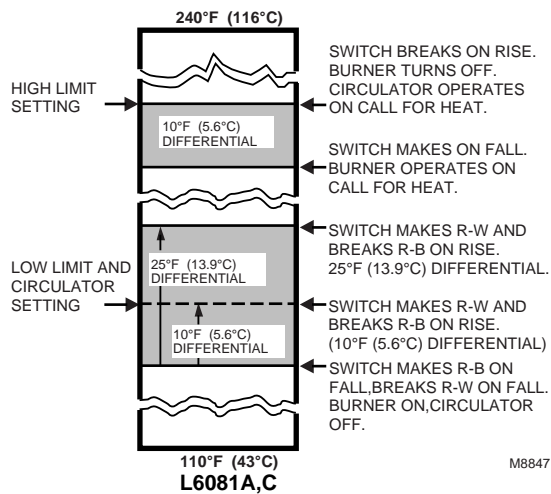 240°F (116°C)
SWITCH BREAKS ON RISE.
BURNER TURNS OFF.
CIRCULATOR OPERATES
ON CALL FOR HEAT.
HIGH LIMIT
SETTING
10°F (5.6°C)
DIFFERENTIAL
SWITCH MAKES ON FALL.
BURNER OPERATES ON
CALL FOR HEAT.
SWITCH MAKES R-W AND
BREAKS R-B ON RISE.
25°F (13.9°C) DIFFERENTIAL.
LOW LIMIT AND
CIRCULATOR
SETTING
25°F (13.9°C)
DIFFERENTIAL
SWITCH MAKES R-W AND
BREAKS R-B ON RISE.
(10°F (5.6°C) DIFFERENTIAL)
10°F (5.6°C)
DIFFERENTIAL
SWITCH MAKES R-B ON
FALL,BREAKS R-W ON FALL.
BURNER ON,CIRCULATOR
OFF.
110°F (43°C)
L6081A,C
M8847